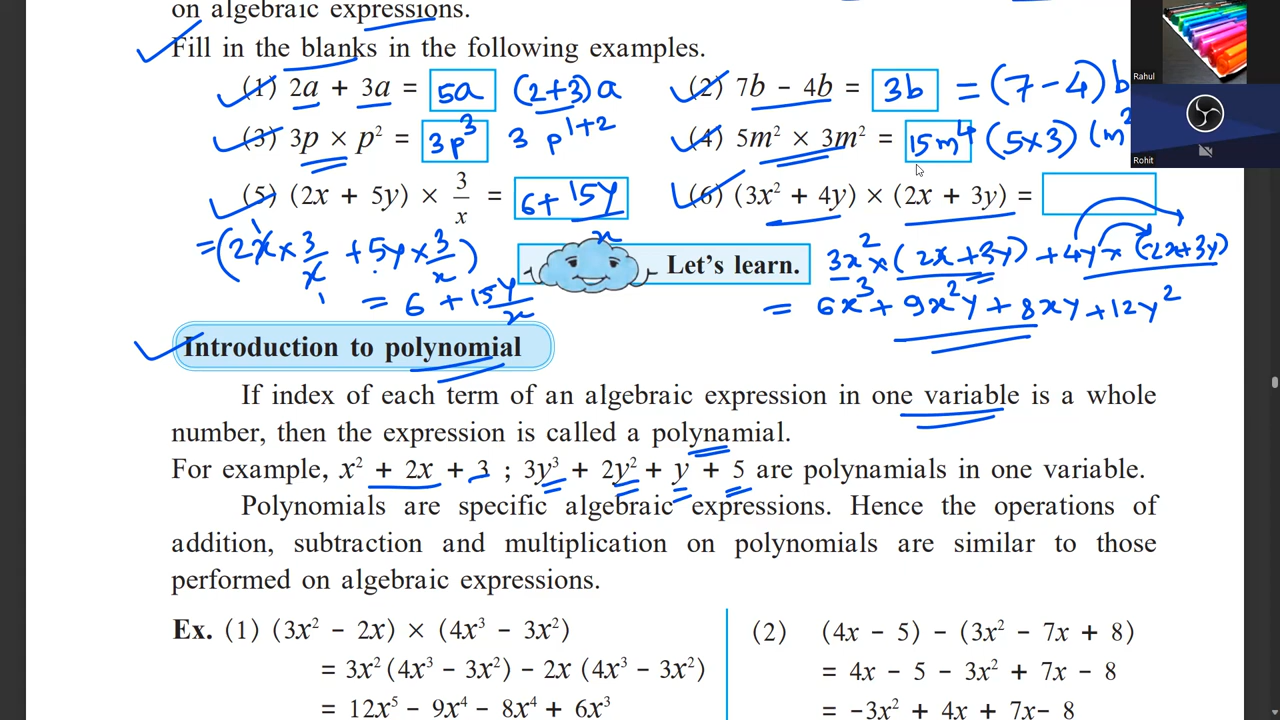 on algebraic expressions.
Fill in the blanks in the following examples.
(1) 2a + 3a = 5a (2+3)a (2) 7b - 4b = 3b = (7-4)b
(3) 3p × p² = 3p³ 3 p¹⁺² (4) 5m² × 3m² = 15m⁴ (5×3) (m²
(5) (2x + 5y) × 3/x = 6+ 15y/x (6) (3x² + 4y) × (2x + 3y) =
=(2x × 3/x + 5y × 3/x) 3x² × (2x + 3y) + 4y × (2x+3y)
= 6 + 15y/x = 6x³ + 9x²y + 8xy + 12y²
Let's learn.
Introduction to polynomial
If index of each term of an algebraic expression in one variable is a whole
number, then the expression is called a polynamial.
For example, x² + 2x + 3 ; 3y³ + 2y² + y + 5 are polynamials in one variable.
Polynomials are specific algebraic expressions. Hence the operations of
addition, subtraction and multiplication on polynomials are similar to those
performed on algebraic expressions.
Ex. (1) (3x² - 2x) × (4x³ - 3x²)
= 3x² (4x³ - 3x²) - 2x (4x³ - 3x²)
= 12x⁵ - 9x⁴ - 8x⁴ + 6x³
(2) (4x - 5) - (3x² - 7x + 8)
= 4x - 5 - 3x² + 7x - 8
= -3x² + 4x + 7x- 8
Rahul
Rohit